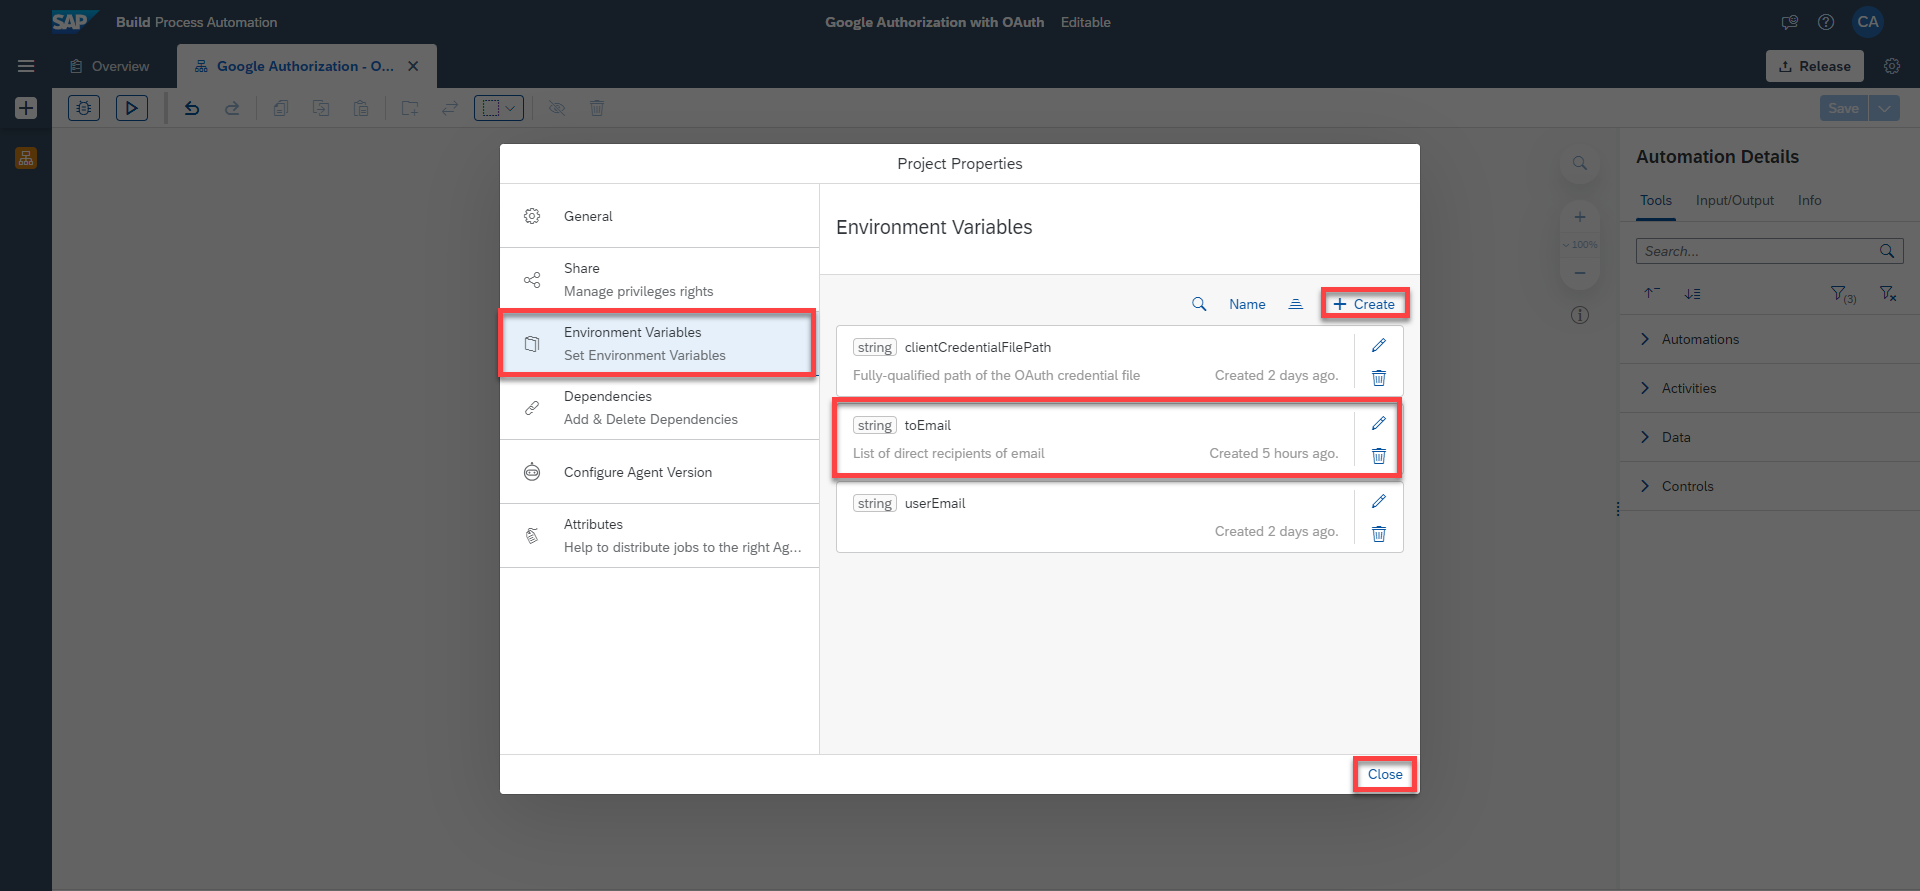 SAP Build Process Automation
Google Authorization with OAuth Editable
CA
Overview
Google Authorization - O...
Release
Save
Project Properties
General
Share
Manage privileges rights
Environment Variables
Set Environment Variables
Dependencies
Add & Delete Dependencies
Configure Agent Version
Attributes
Help to distribute jobs to the right Ag...
Environment Variables
Name
Create
string clientCredentialFilePath
Fully-qualified path of the OAuth credential file Created 2 days ago.
string toEmail
List of direct recipients of email Created 5 hours ago.
string userEmail
Created 2 days ago.
Close
100%
Automation Details
Tools Input/Output Info
Search...
(3)
Automations
Activities
Data
Controls